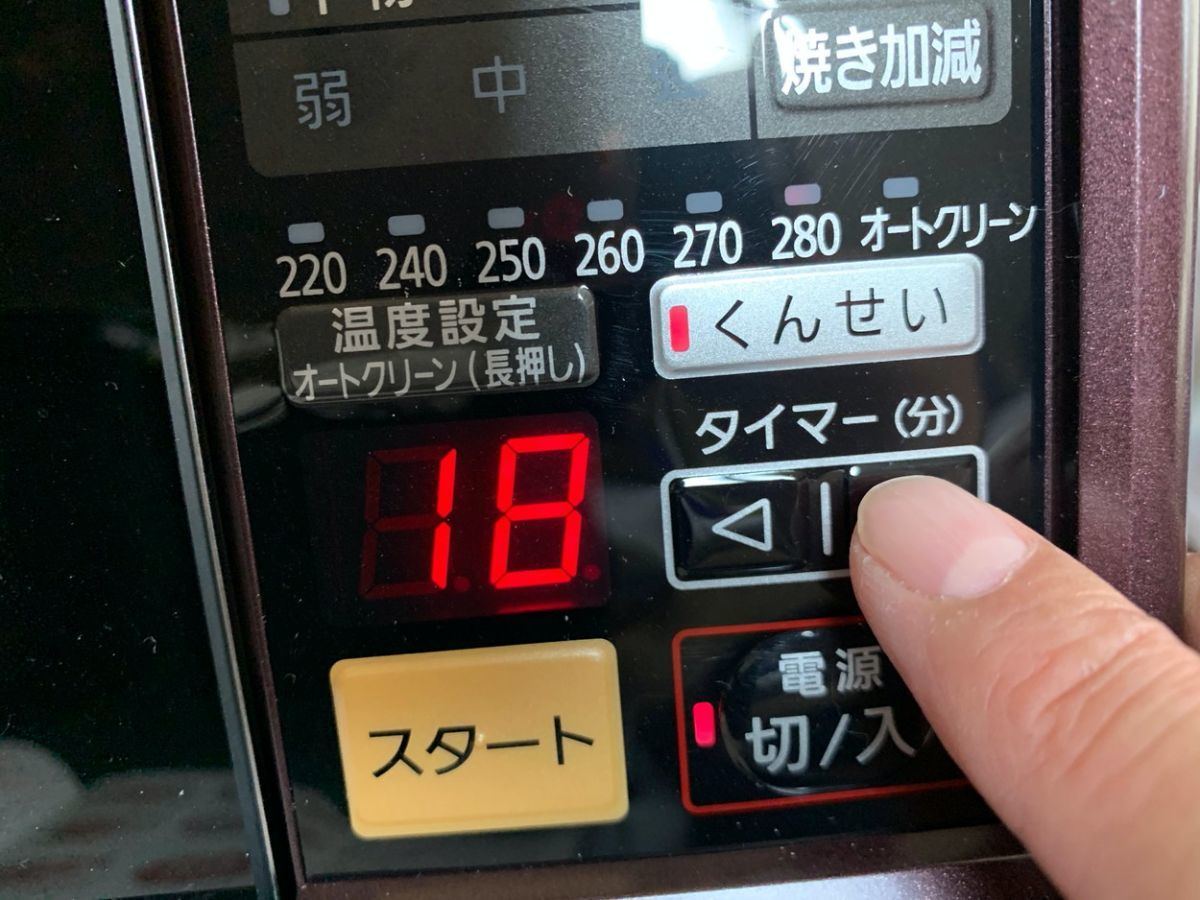 弱 中 焼き加減
220 240 250 260 270 280 オートクリーン
温度設定
オートクリーン(長押し)
くんせい
タイマー(分)
18
スタート
電源
切/入